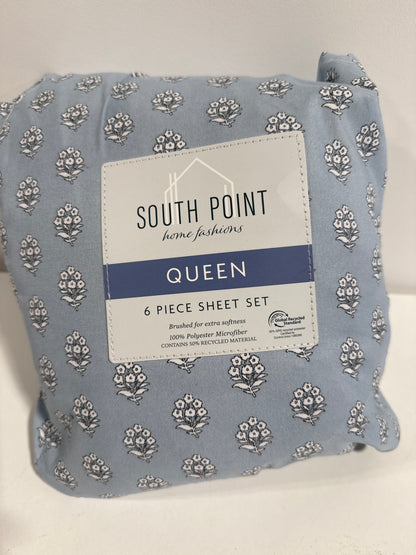 SOUTH POINT
home fashions
QUEEN
6 PIECE SHEET SET
Brushed for extra softness
100% Polyester Microfiber
CONTAINS 50% RECYCLED MATERIAL
Global Recycled
Standard